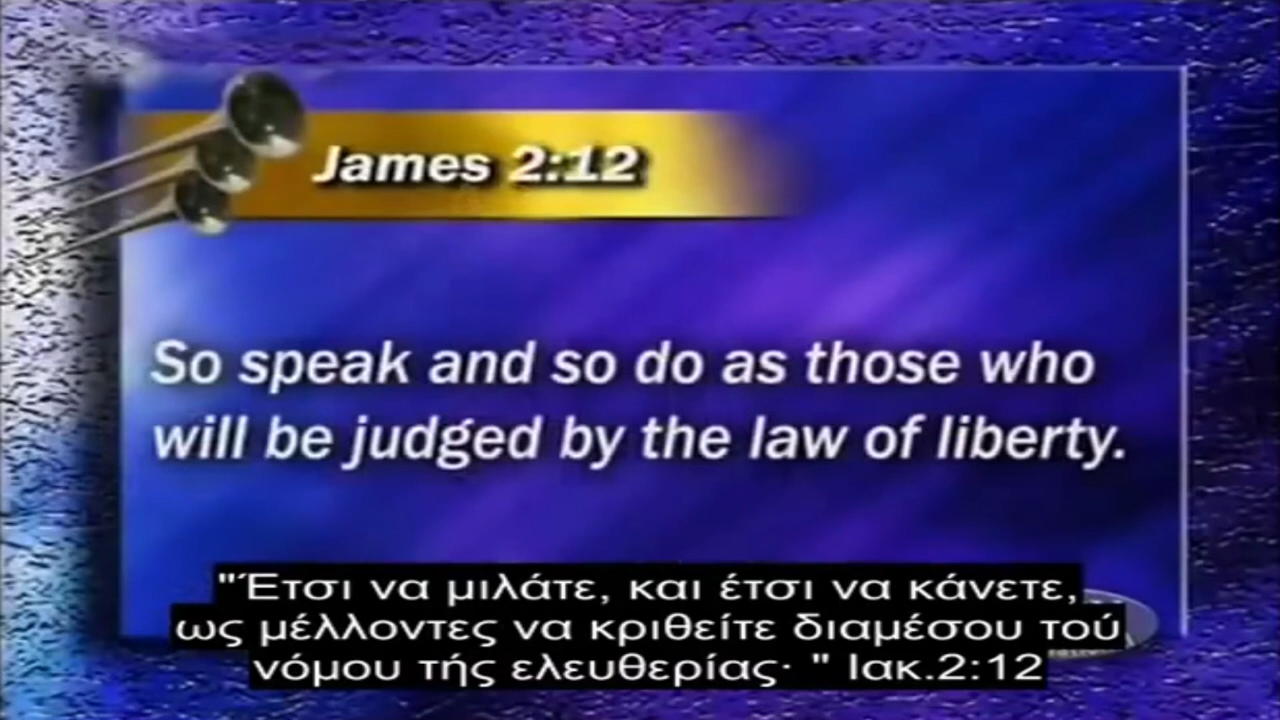 James 2:12
So speak and so do as those who
will be judged by the law of liberty.
"Έτσι να μιλάτε, και έτσι να κάνετε,
ως μέλλοντες να κριθείτε διαμέσου τού
νόμου τής ελευθερίας· " Ιακ.2:12